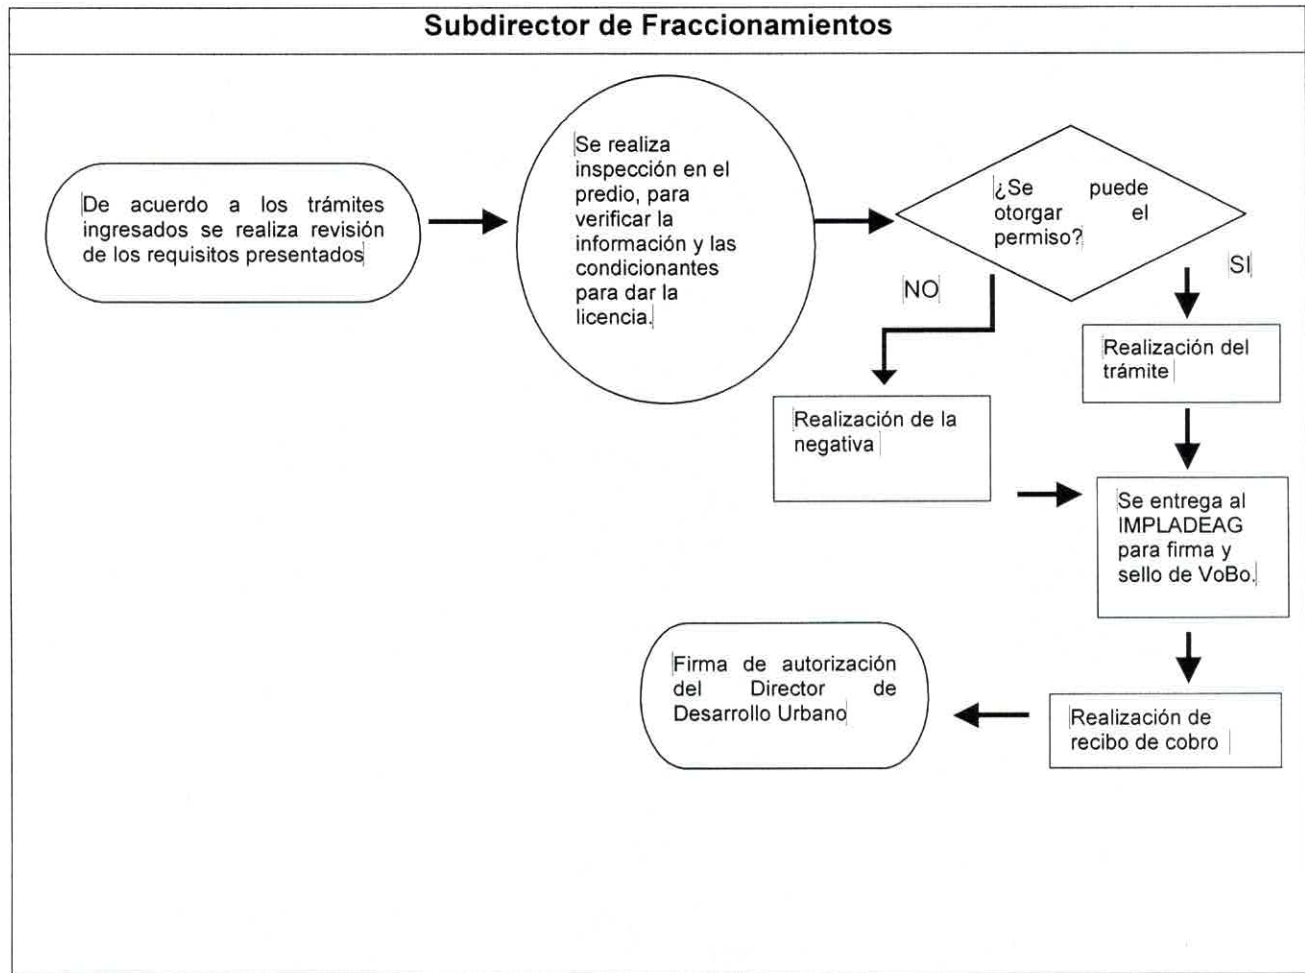 Subdirector de Fraccionamientos
De acuerdo a los trámites
ingresados se realiza revisión
de los requisitos presentados
Se realiza
inspección en el
predio, para
verificar la
información y las
condicionantes
para dar la
licencia.
¿Se puede
otorgar el
permiso?
NO
SI
Realización del
trámite
Realización de la
negativa
Se entrega al
IMPLADEAG
para firma y
sello de VoBo.
Realización de
recibo de cobro
Firma de autorización
del Director de
Desarrollo Urbano